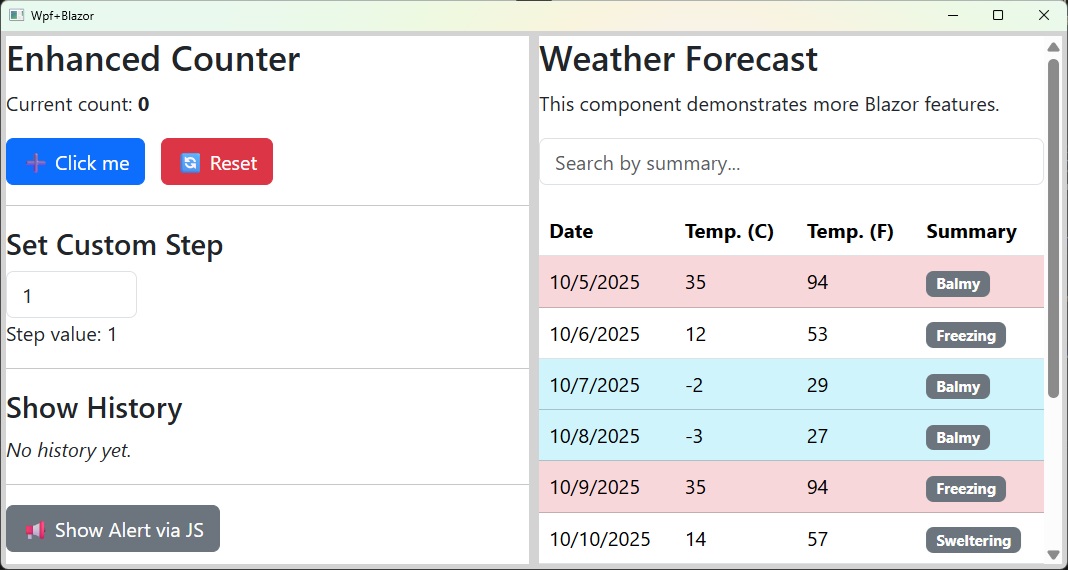 Wpf+Blazor
Enhanced Counter
Current count: 0
➕ Click me 🔄 Reset
Set Custom Step
1
Step value: 1
Show History
No history yet.
📢 Show Alert via JS
Weather Forecast
This component demonstrates more Blazor features.
Search by summary...
Date Temp. (C) Temp. (F) Summary
10/5/2025 35 94 Balmy
10/6/2025 12 53 Freezing
10/7/2025 -2 29 Balmy
10/8/2025 -3 27 Balmy
10/9/2025 35 94 Freezing
10/10/2025 14 57 Sweltering